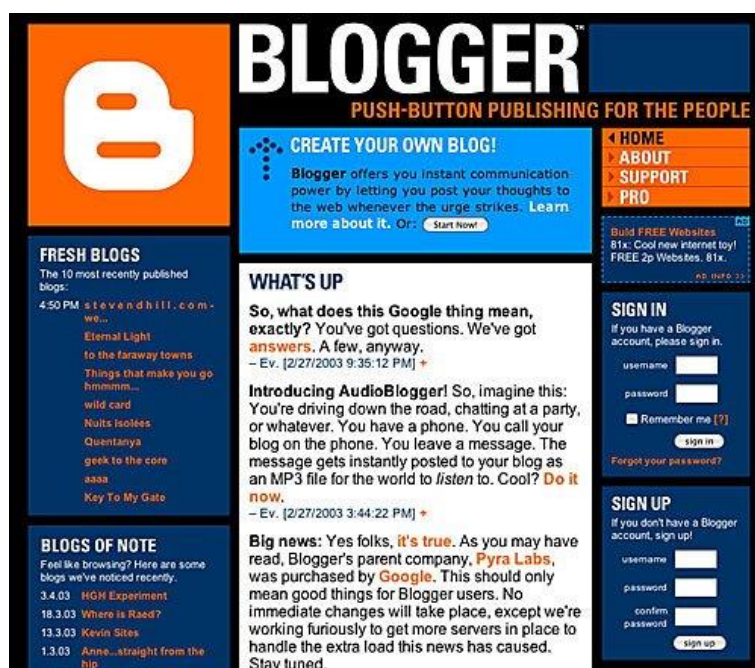 BLOGGER™
PUSH-BUTTON PUBLISHING FOR THE PEOPLE
CREATE YOUR OWN BLOG!
Blogger offers you instant communication
power by letting you post your thoughts to
the web whenever the urge strikes. Learn
more about it. Or: Start Now!
HOME
ABOUT
SUPPORT
PRO
AD
Build FREE Websites
81x: Cool new internet toy!
FREE 2p Websites. 81x.
AD INFO >>
FRESH BLOGS
The 10 most recently published
blogs:
4:50 PM stevendhill.com -
we...
Eternal Light
to the faraway towns
Things that make you go
hmmmm...
wild card
Nuits Isolées
Quentanya
geek to the core
aaaa
Key To My Gate
BLOGS OF NOTE
Feel like browsing? Here are some
blogs we've noticed recently.
3.4.03 HGH Experiment
18.3.03 Where is Raed?
13.3.03 Kevin Sites
1.3.03 Anne...straight from the
hip
WHAT'S UP
So, what does this Google thing mean,
exactly? You've got questions. We've got
answers. A few, anyway.
– Ev. [2/27/2003 9:35:12 PM] +
Introducing AudioBlogger! So, imagine this:
You're driving down the road, chatting at a party,
or whatever. You have a phone. You call your
blog on the phone. You leave a message. The
message gets instantly posted to your blog as
an MP3 file for the world to listen to. Cool? Do it
now.
– Ev. [2/27/2003 3:44:22 PM] +
Big news: Yes folks, it's true. As you may have
read, Blogger's parent company, Pyra Labs,
was purchased by Google. This should only
mean good things for Blogger users. No
immediate changes will take place, except we're
working furiously to get more servers in place to
handle the extra load this news has caused.
Stay tuned.
SIGN IN
If you have a Blogger
account, please sign in.
username
password
Remember me [?]
sign in
Forgot your password?
SIGN UP
If you don't have a Blogger
account, sign up!
username
password
confirm
password
sign up